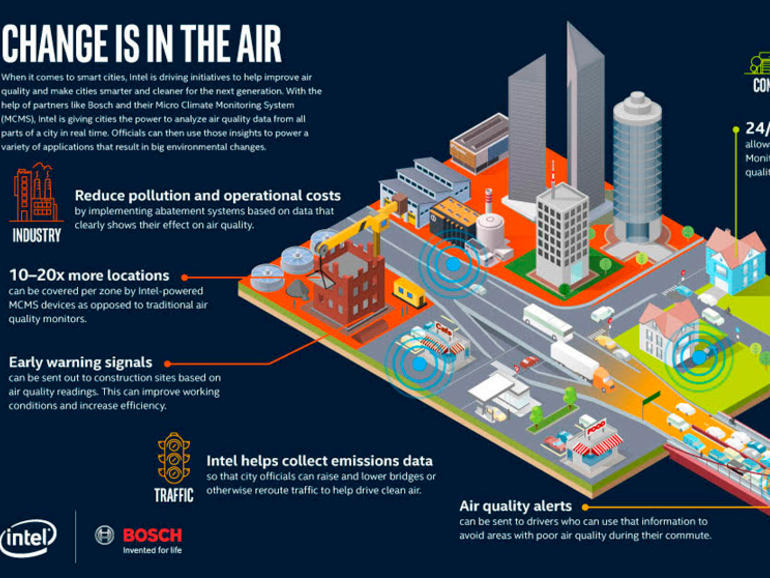 CHANGE IS IN THE AIR
When it comes to smart cities, Intel is driving initiatives to help improve air
quality and make cities smarter and cleaner for the next generation. With the
help of partners like Bosch and their Micro Climate Monitoring System
(MCMS), Intel is giving cities the power to analyze air quality data from all
parts of a city in real time. Officials can then use those insights to power a
variety of applications that result in big environmental changes.
INDUSTRY
Reduce pollution and operational costs
by implementing abatement systems based on data that
clearly shows their effect on air quality.
10–20x more locations
can be covered per zone by Intel-powered
MCMS devices as opposed to traditional air
quality monitors.
Early warning signals
can be sent out to construction sites based on
air quality readings. This can improve working
conditions and increase efficiency.
TRAFFIC
Intel helps collect emissions data
so that city officials can raise and lower bridges or
otherwise reroute traffic to help drive clean air.
Air quality alerts
can be sent to drivers who can use that information to
avoid areas with poor air quality during their commute.
24/
allow
Monit
qualit
Cafe
FOOD
intel
BOSCH
Invented for life